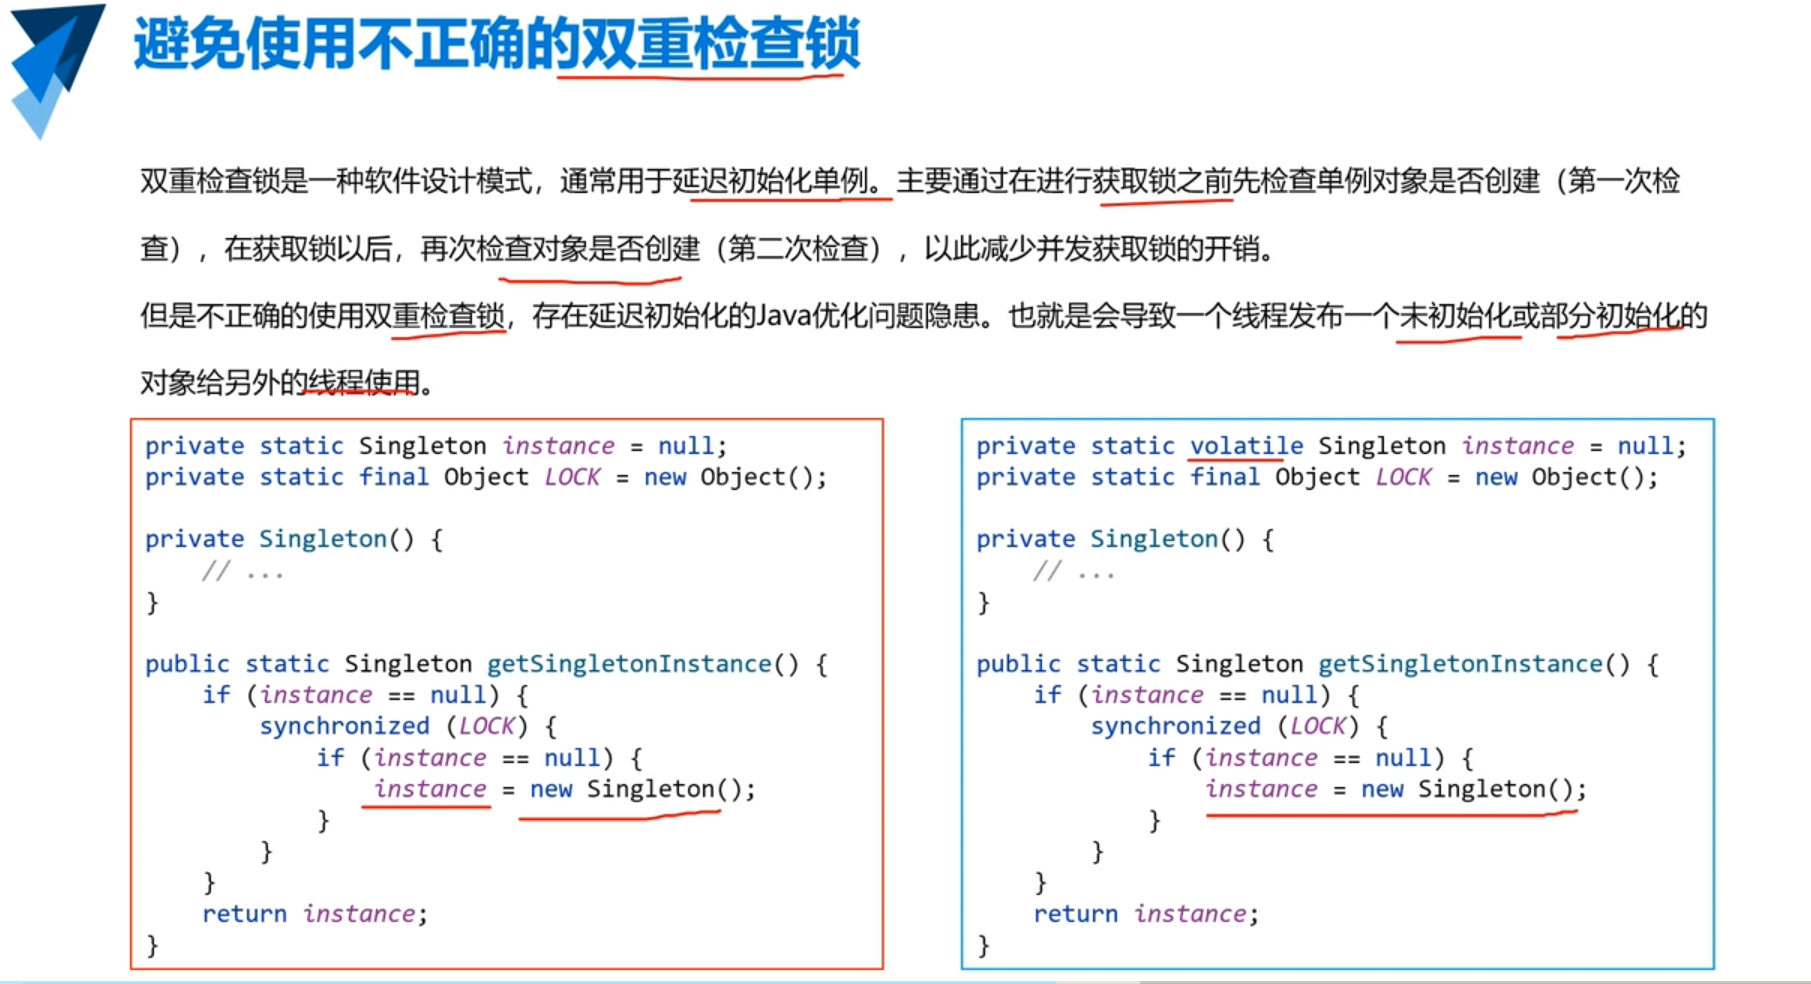 避免使用不正确的双重检查锁
双重检查锁是一种软件设计模式，通常用于延迟初始化单例。主要通过在进行获取锁之前先检查单例对象是否创建（第一次检
查），在获取锁以后，再次检查对象是否创建（第二次检查），以此减少并发获取锁的开销。
但是不正确的使用双重检查锁，存在延迟初始化的Java优化问题隐患。也就是会导致一个线程发布一个未初始化或部分初始化的
对象给另外的线程使用。
private static Singleton instance = null;
private static final Object LOCK = new Object();
private Singleton() {
// ...
}
public static Singleton getSingletonInstance() {
if (instance == null) {
synchronized (LOCK) {
if (instance == null) {
instance = new Singleton();
}
}
}
return instance;
}
private static volatile Singleton instance = null;
private static final Object LOCK = new Object();
private Singleton() {
// ...
}
public static Singleton getSingletonInstance() {
if (instance == null) {
synchronized (LOCK) {
if (instance == null) {
instance = new Singleton();
}
}
}
return instance;
}